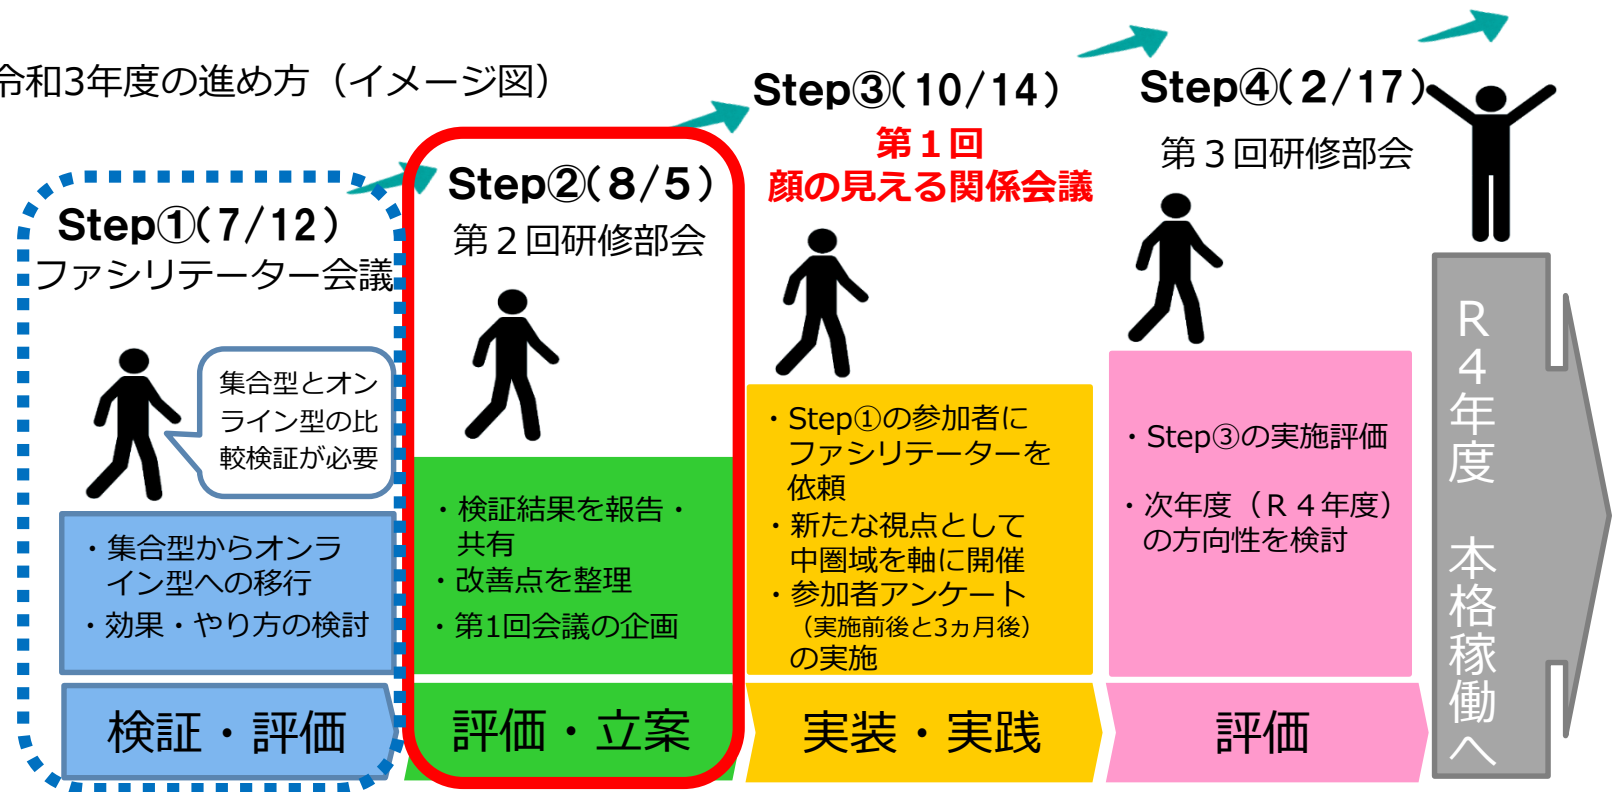 令和3年度の進め方（イメージ図）
Step①(7/12)
ファシリテーター会議
集合型とオン
ライン型の比
較検証が必要
・集合型からオンラ
イン型への移行
・効果・やり方の検討
検証・評価
Step②(8/5)
第２回研修部会
・検証結果を報告・
共有
・改善点を整理
・第1回会議の企画
評価・立案
Step③(10/14)
第１回
顔の見える関係会議
・Step①の参加者に
ファシリテーターを
依頼
・新たな視点として
中圏域を軸に開催
・参加者アンケート
（実施前後と3ヵ月後）
の実施
実装・実践
Step④(2/17)
第３回研修部会
・Step③の実施評価
・次年度（Ｒ４年度）
の方向性を検討
評価
Ｒ４年度　本格稼働へ